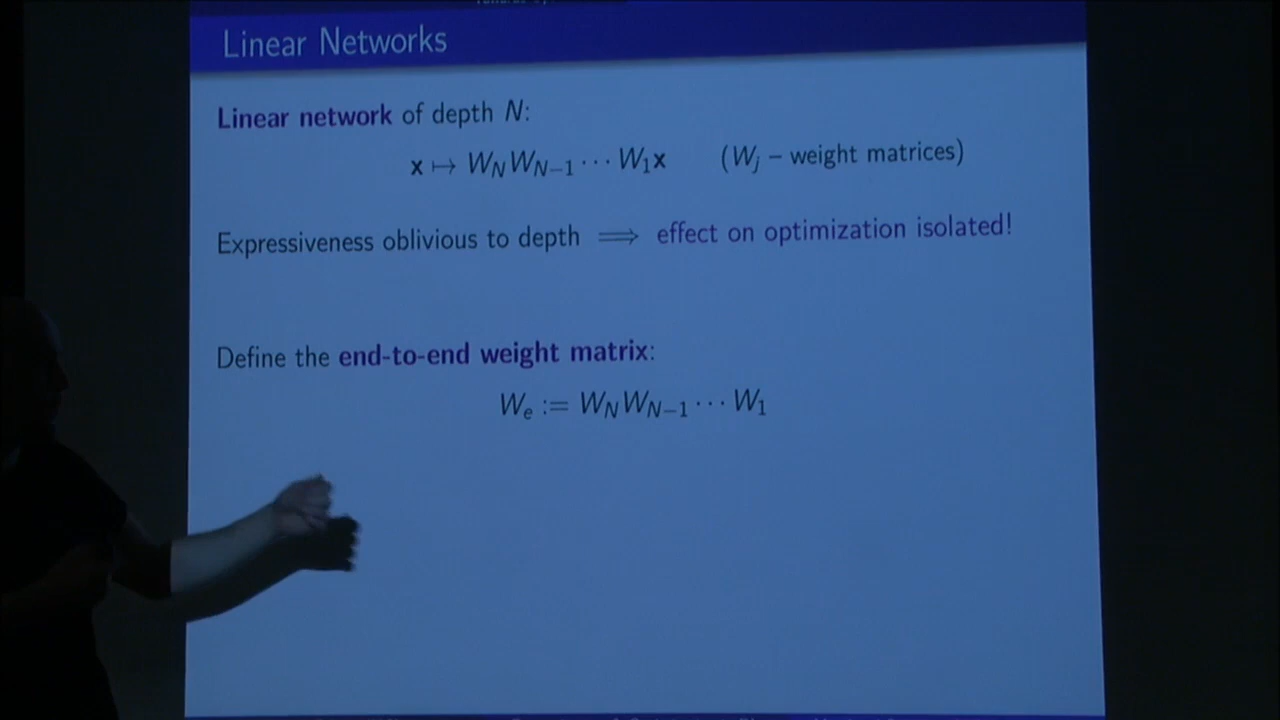 Linear Networks
Linear network of depth N:
x ↦ W_N W_{N−1} ⋯ W_1 x (W_j – weight matrices)
Expressiveness oblivious to depth ⟹ effect on optimization isolated!
Define the end-to-end weight matrix:
W_e := W_N W_{N−1} ⋯ W_1